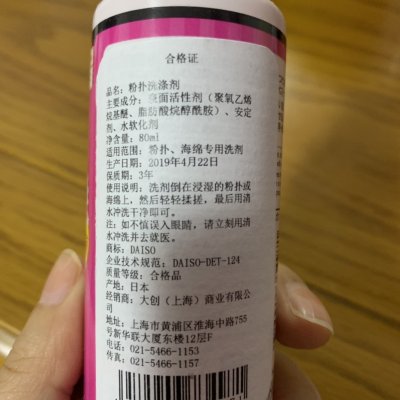 合格证
品名：粉扑洗涤剂
主要成分：表面活性剂（聚氧乙烯
烷基醚、脂肪酸烷醇酰胺）、安定
剂、水软化剂
净含量：80ml
适用范围：粉扑、海绵专用洗剂
生产日期：2019年4月22日
保质期：3年
使用说明：洗剂倒在浸湿的粉扑或
海绵上，然后轻轻揉搓，最后用清
水冲洗干净即可。
注：如不慎误入眼睛，请立刻用清
水冲洗并去就医。
商标：DAISO
企业技术规范：DAISO-DET-124
质量等级：合格品
产地：日本
经销商：大创（上海）商业有限公
司
地址：上海市黄浦区淮海中路755
号新华联大厦东楼12层F
电话：021-5466-1153
传真：021-5466-1157